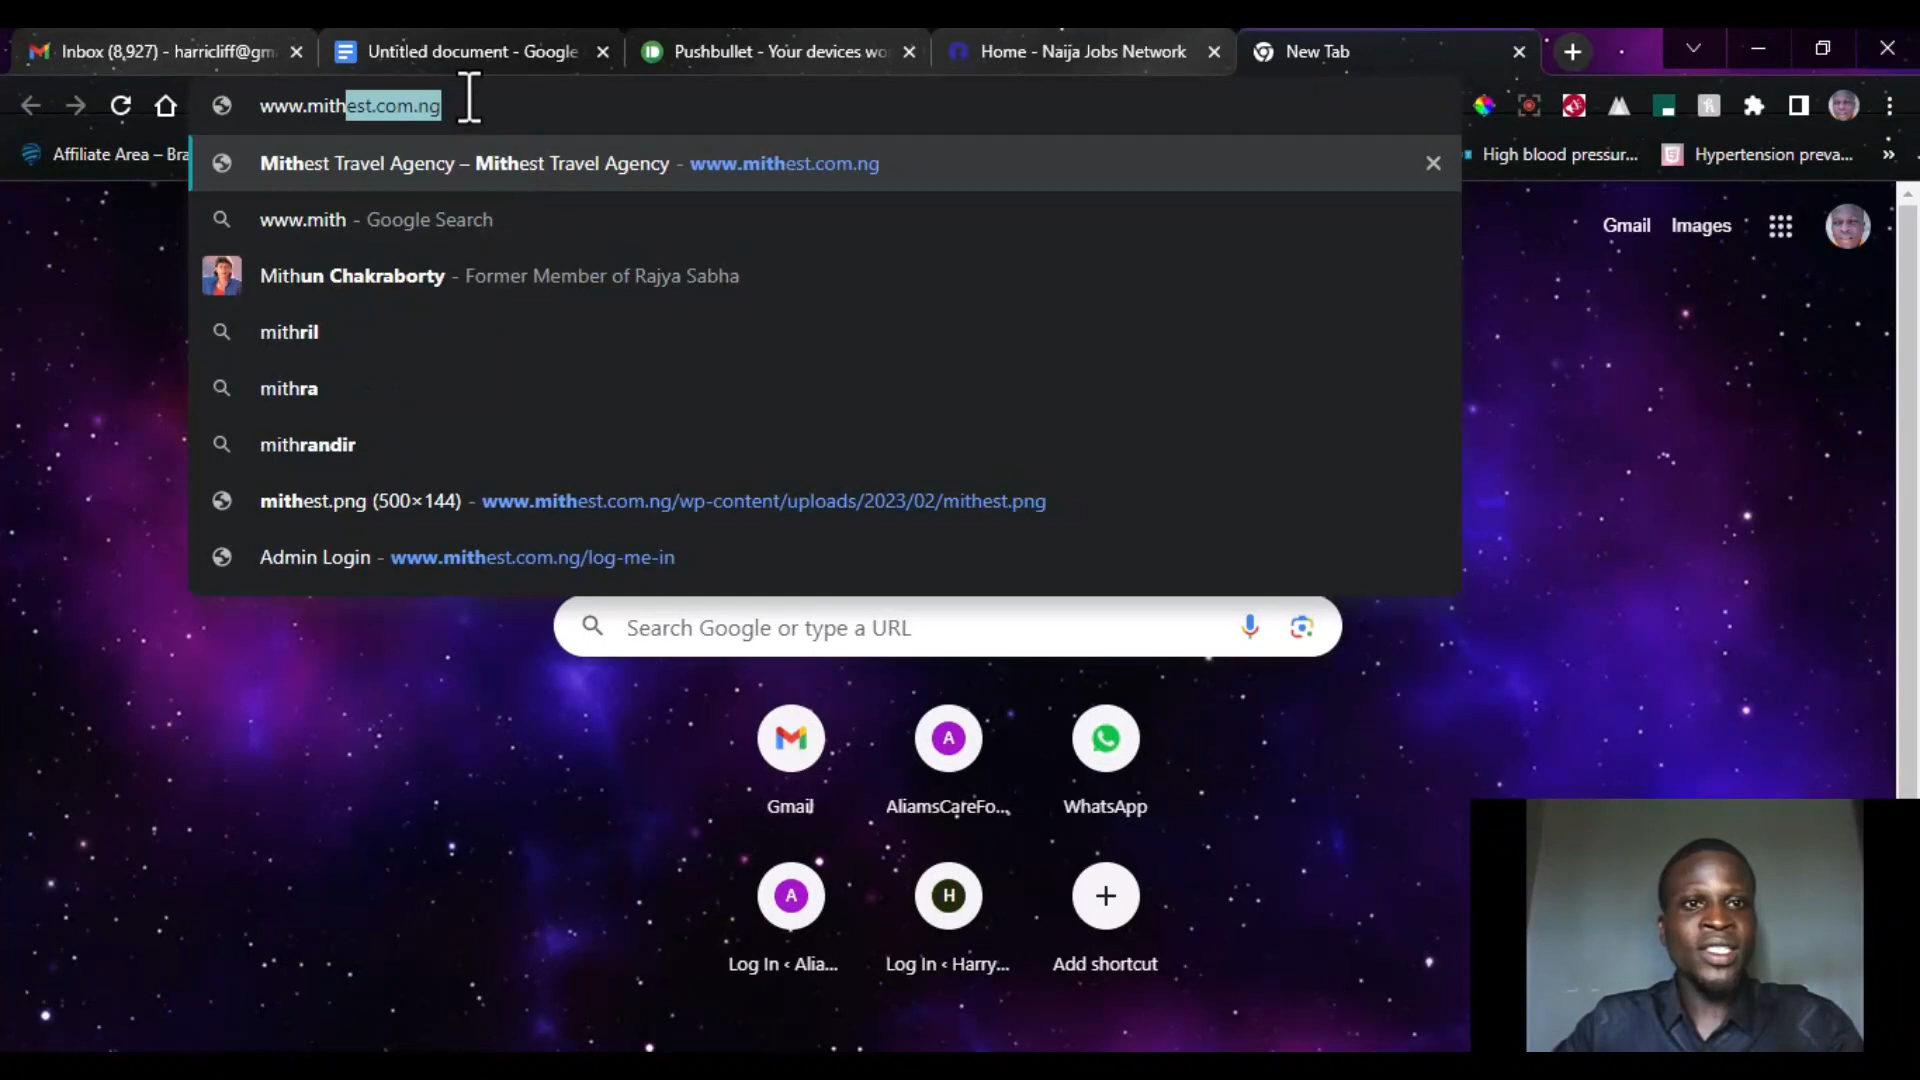 Inbox (8,927) - harricliff@gm
Untitled document - Google
Pushbullet - Your devices wo
Home - Naija Jobs Network
New Tab
www.mithest.com.ng
Affiliate Area – Bra
Mithest Travel Agency – Mithest Travel Agency - www.mithest.com.ng
High blood pressur...
Hypertension preva...
www.mith - Google Search
Gmail
Images
Mithun Chakraborty - Former Member of Rajya Sabha
mithril
mithra
mithrandir
mithest.png (500×144) - www.mithest.com.ng/wp-content/uploads/2023/02/mithest.png
Admin Login - www.mithest.com.ng/log-me-in
Search Google or type a URL
A
Gmail
AliamsCareFo...
WhatsApp
A
H
Log In ‹ Alia...
Log In ‹ Harry...
Add shortcut